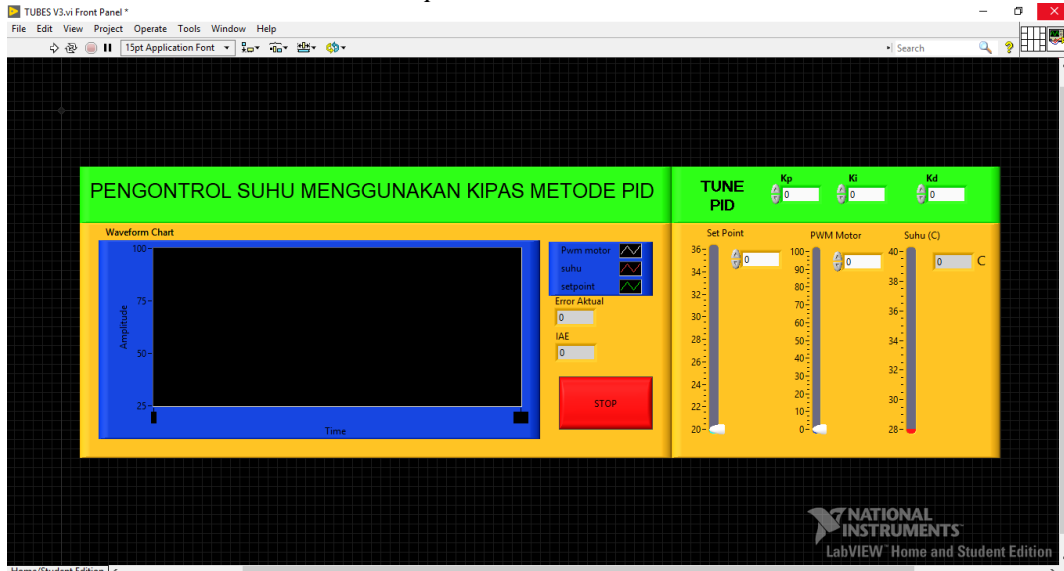 TUBES V3.vi Front Panel *
File Edit View Project Operate Tools Window Help
15pt Application Font
Search
PENGONTROL SUHU MENGGUNAKAN KIPAS METODE PID
TUNE
PID
Kp
0
Ki
0
Kd
0
Waveform Chart
100
75
50
25
Amplitude
Time
Pwm motor
suhu
setpoint
Error Aktual
0
IAE
0
STOP
Set Point
0
36
34
32
30
28
26
24
22
20
PWM Motor
0
100
90
80
70
60
50
40
30
20
10
0
Suhu (C)
0 C
40
38
36
34
32
30
28
NATIONAL
INSTRUMENTS
LabVIEW™ Home and Student Edition